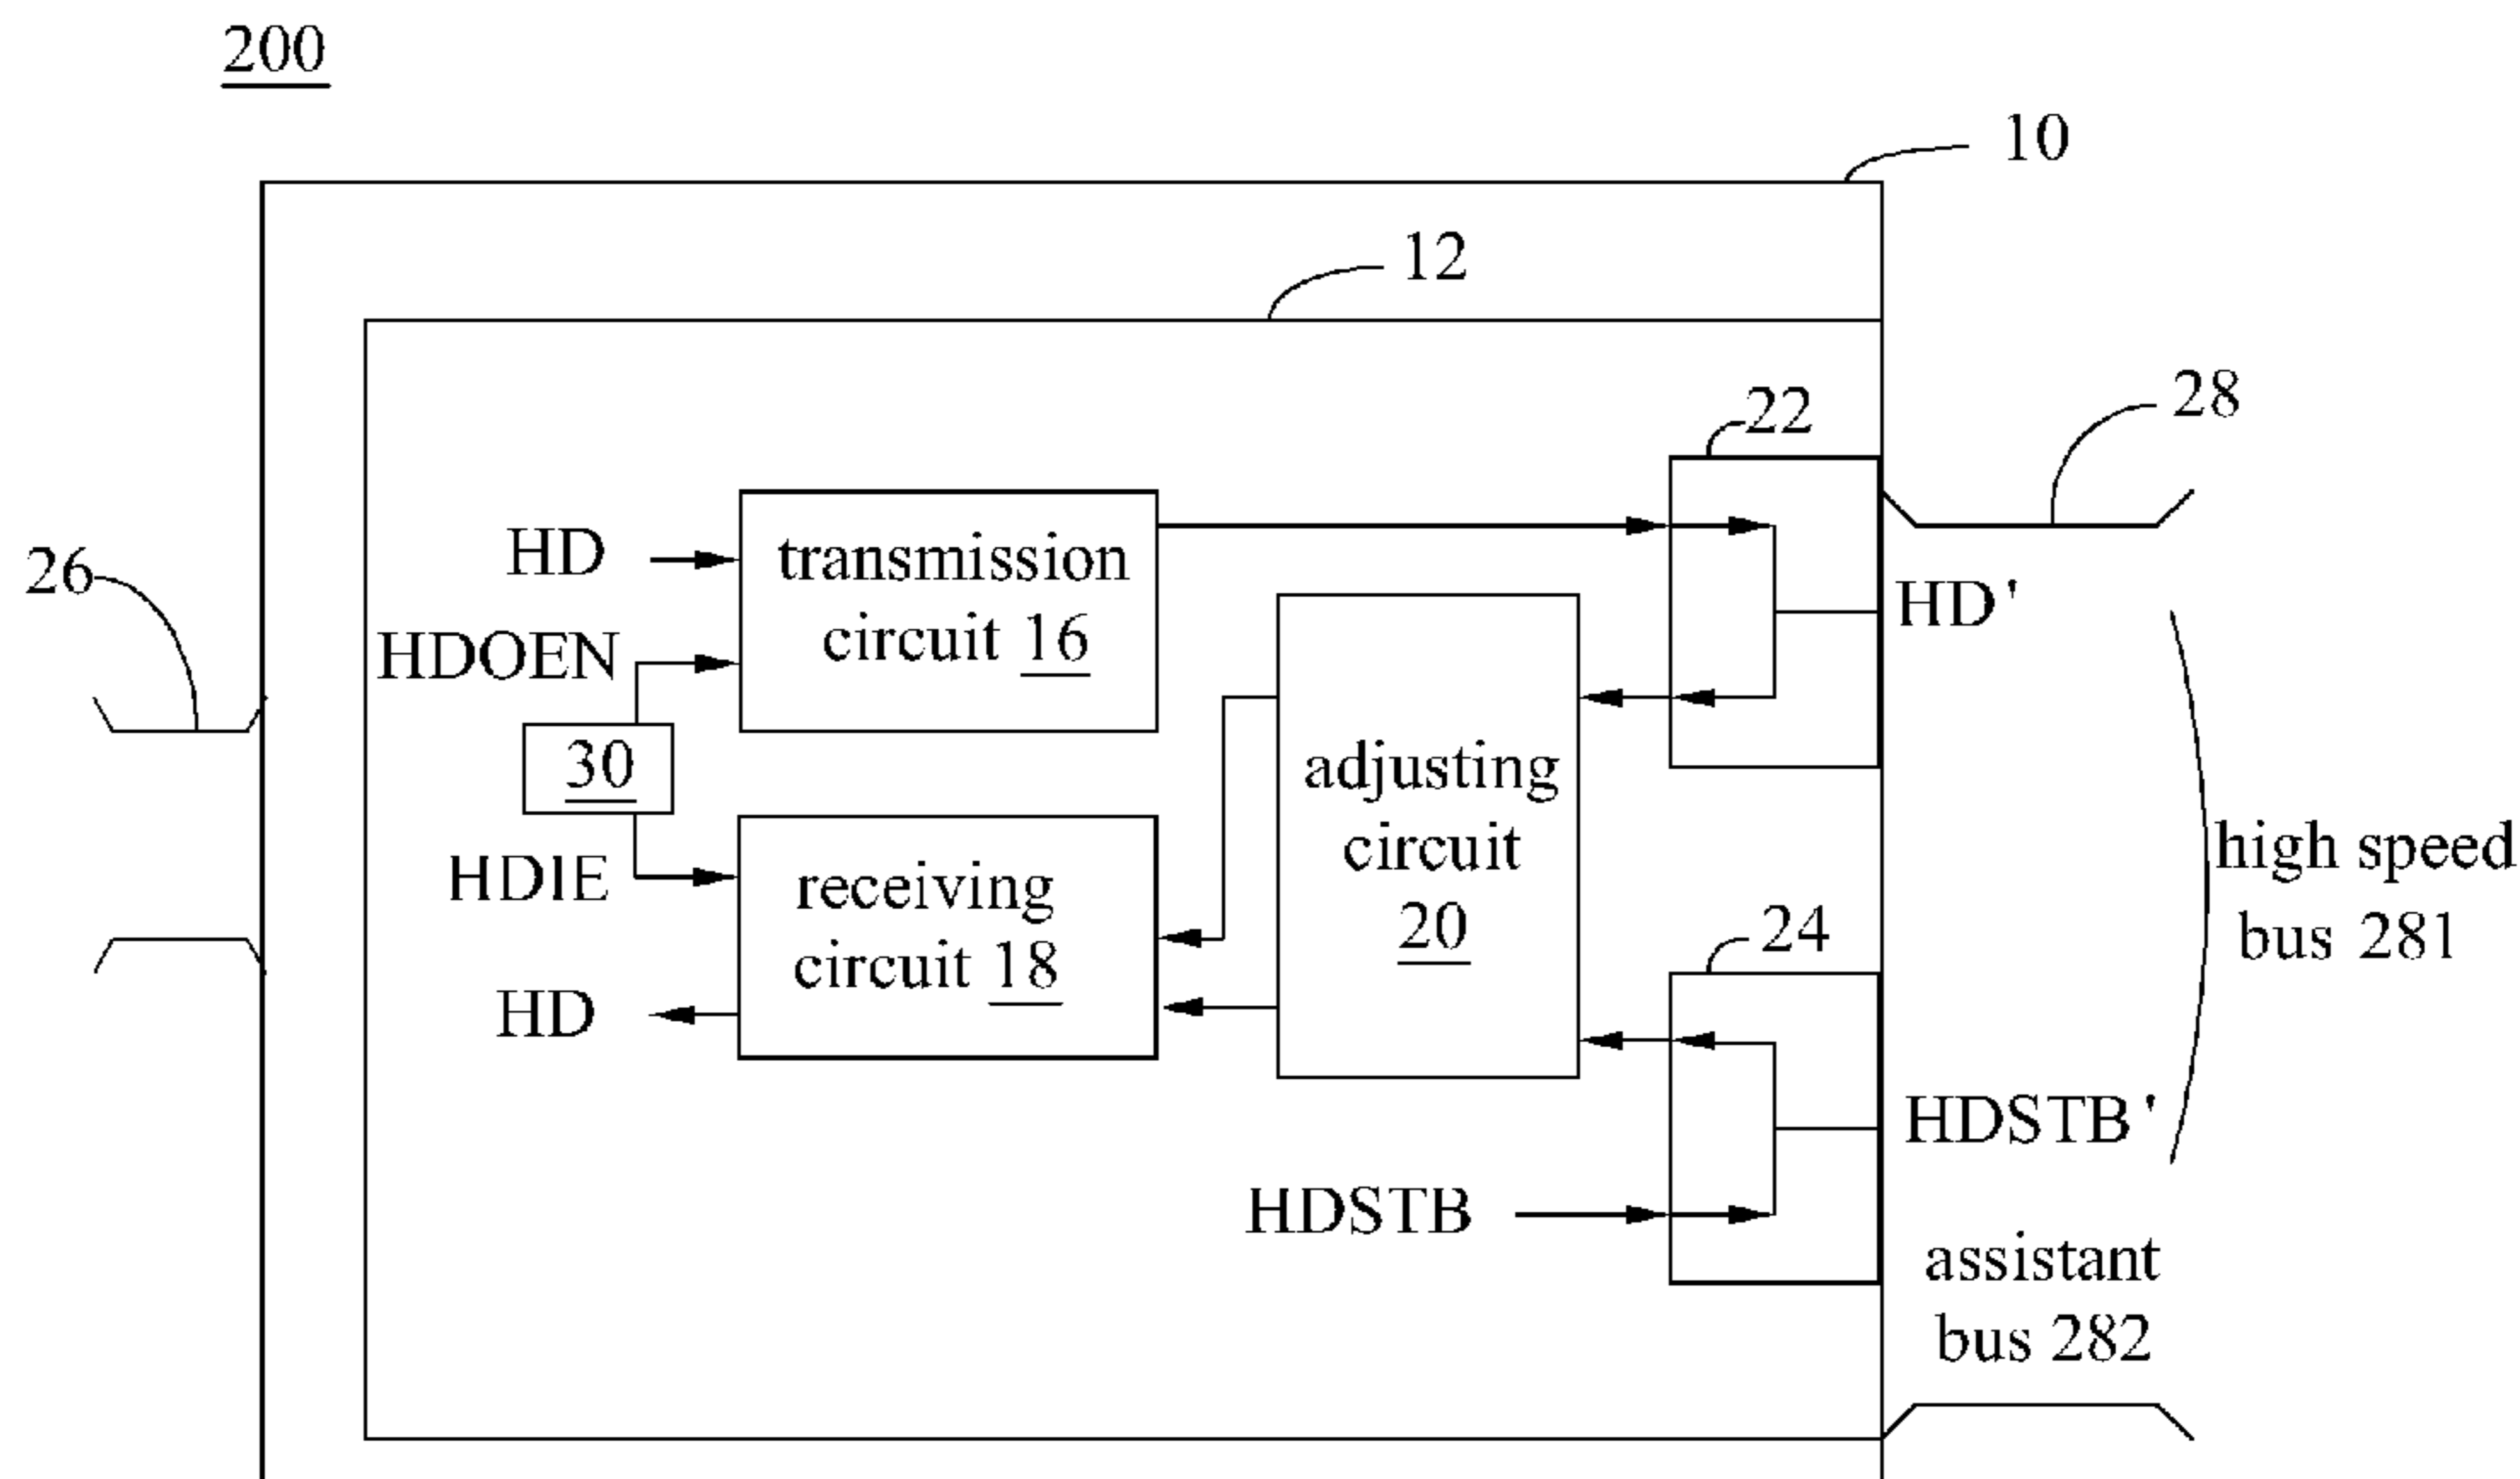 200
10
12
28
22
26
HD
transmission
circuit 16
HD'
HDOEN
30
adjusting
circuit
20
high speed
bus 281
HDIE
receiving
circuit 18
HD
24
HDSTB'
HDSTB
assistant
bus 282